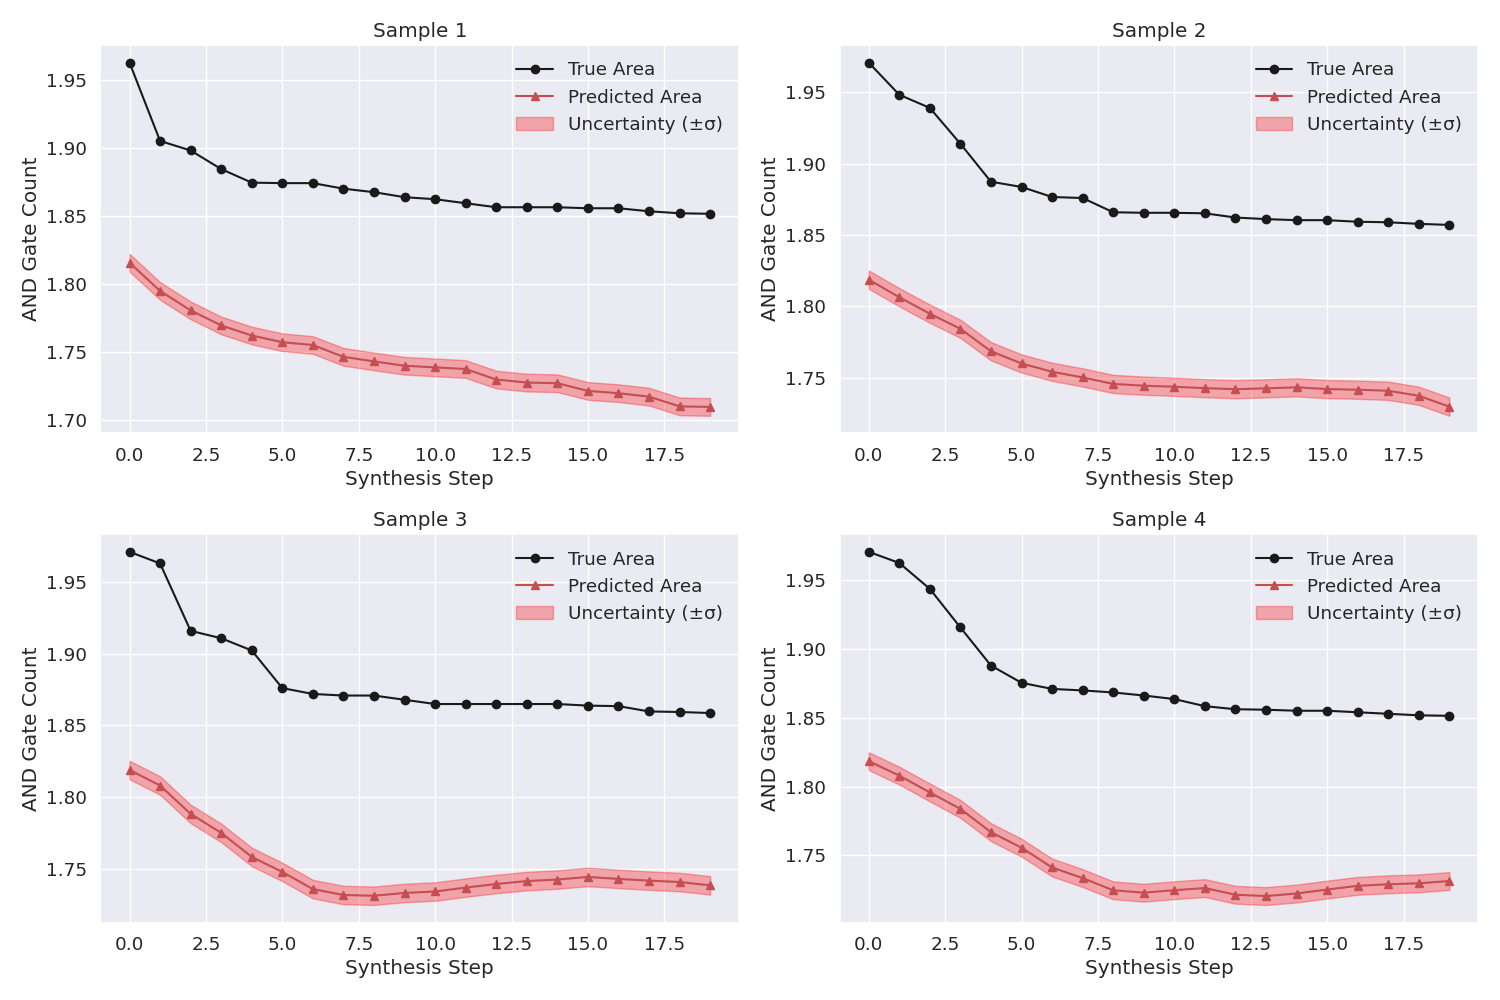 Sample 1
True Area
Predicted Area
Uncertainty (±σ)
AND Gate Count
1.95
1.90
1.85
1.80
1.75
1.70
0.0 2.5 5.0 7.5 10.0 12.5 15.0 17.5
Synthesis Step
Sample 2
True Area
Predicted Area
Uncertainty (±σ)
AND Gate Count
1.95
1.90
1.85
1.80
1.75
0.0 2.5 5.0 7.5 10.0 12.5 15.0 17.5
Synthesis Step
Sample 3
True Area
Predicted Area
Uncertainty (±σ)
AND Gate Count
1.95
1.90
1.85
1.80
1.75
0.0 2.5 5.0 7.5 10.0 12.5 15.0 17.5
Synthesis Step
Sample 4
True Area
Predicted Area
Uncertainty (±σ)
AND Gate Count
1.95
1.90
1.85
1.80
1.75
0.0 2.5 5.0 7.5 10.0 12.5 15.0 17.5
Synthesis Step